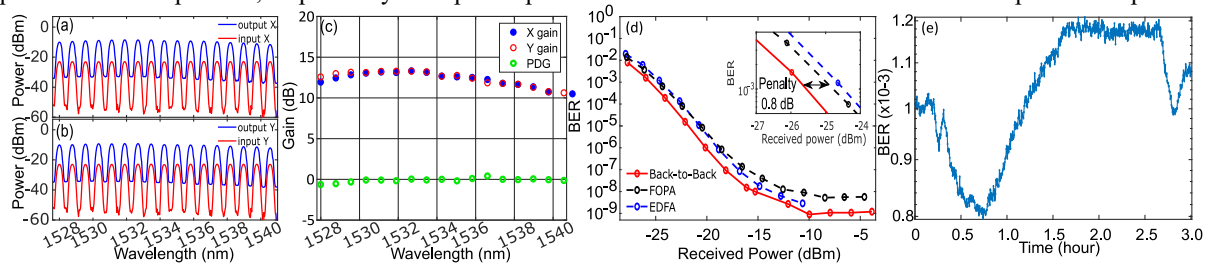 (a)
output X
input X
Power (dBm)
0
-20
-40
-60
(b)
output Y
input Y
Power (dBm)
-20
-40
-60
1528 1530 1532 1534 1536 1538 1540
Wavelength (nm)
(c)
X gain
Y gain
PDG
Gain (dB)
20
15
10
5
0
-5
1528 1530 1532 1534 1536 1538 1540
Wavelength (nm)
(d)
BER
10^0
10^-1
10^-2
10^-3
10^-4
10^-5
10^-6
10^-7
10^-8
10^-9
Back-to-Back
FOPA
EDFA
-25 -20 -15 -10 -5
Received Power (dBm)
BER
10^-3
Penalty
0.8 dB
-27 -26 -25 -24
Received power (dBm)
(e)
BER (x10-3)
1.2
1.1
1
0.9
0.8
0 0.5 1.0 1.5 2.0 2.5 3.0
Time (hour)